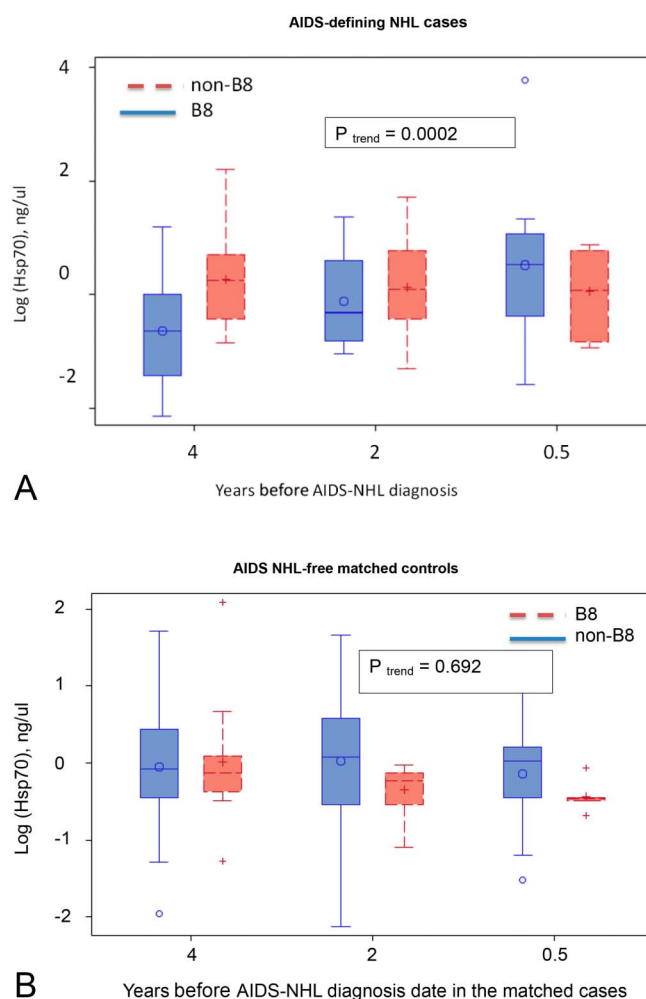 AIDS-defining NHL cases
4
non-B8
B8
P trend = 0.0002
2
Log (Hsp70), ng/ul
0
-2
4 2 0.5
A
Years before AIDS-NHL diagnosis
AIDS NHL-free matched controls
2
B8
non-B8
P trend = 0.692
1
Log (Hsp70), ng/ul
0
-1
-2
4 2 0.5
B
Years before AIDS-NHL diagnosis date in the matched cases